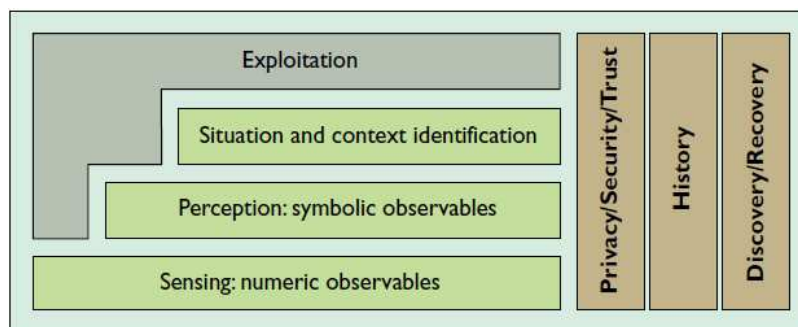 Exploitation
Situation and context identification
Perception: symbolic observables
Sensing: numeric observables
Privacy/Security/Trust
History
Discovery/Recovery